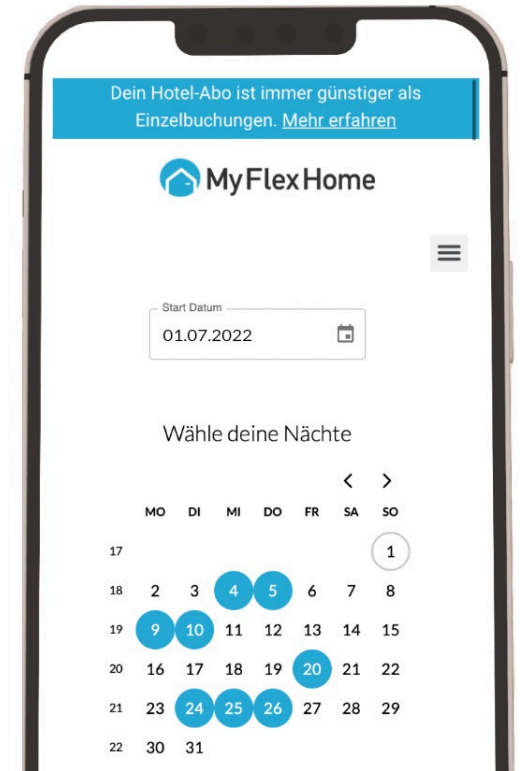 Dein Hotel-Abo ist immer günstiger als
Einzelbuchungen. Mehr erfahren
MyFlexHome
Start Datum
01.07.2022
Wähle deine Nächte
MO DI MI DO FR SA SO
17 1
18 2 3 4 5 6 7 8
19 9 10 11 12 13 14 15
20 16 17 18 19 20 21 22
21 23 24 25 26 27 28 29
22 30 31